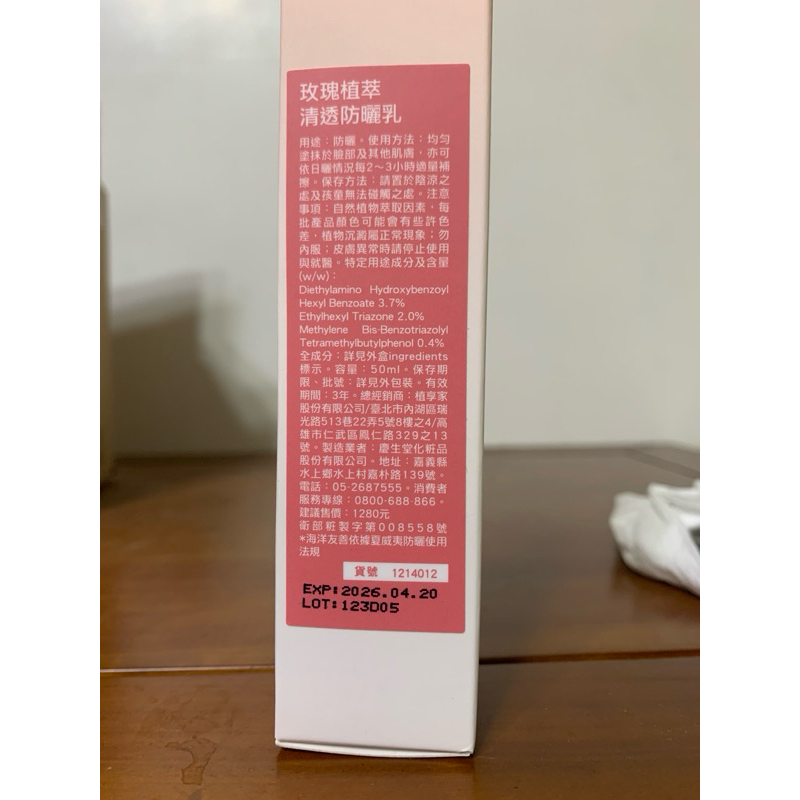 玫瑰植萃
清透防曬乳
用途：防曬。使用方法：均勻
塗抹於臉部及其他肌膚，亦可
依日曬情況每2～3小時適量補
擦。保存方法：請置於陰涼之
處及孩童無法碰觸之處。注意
事項：自然植物萃取因素，每
批產品顏色可能會有些許色
差，植物沉澱屬正常現象；勿
內服；皮膚異常時請停止使用
與就醫。特定用途成分及含量
(w/w)：
Diethylamino Hydroxybenzoyl
Hexyl Benzoate 3.7%
Ethylhexyl Triazone 2.0%
Methylene Bis-Benzotriazolyl
Tetramethylbutylphenol 0.4%
全成分：詳見外盒ingredients
標示。容量：50ml。保存期
限、批號：詳見外包裝。有效
期間：3年。總經銷商：植享家
股份有限公司/臺北市內湖區瑞
光路513巷22弄5號8樓之4/高
雄市仁武區鳳仁路329之13
號。製造業者：慶生堂化粧品
股份有限公司。地址：嘉義縣
水上鄉水上村嘉朴路139號。
電話：05-2687555。消費者
服務專線：0800-688-866。
建議售價：1280元
衛部粧製字第008558號
*海洋友善依據夏威夷防曬使用
法規
貨號 1214012
EXP:2026.04.20
LOT:123D05